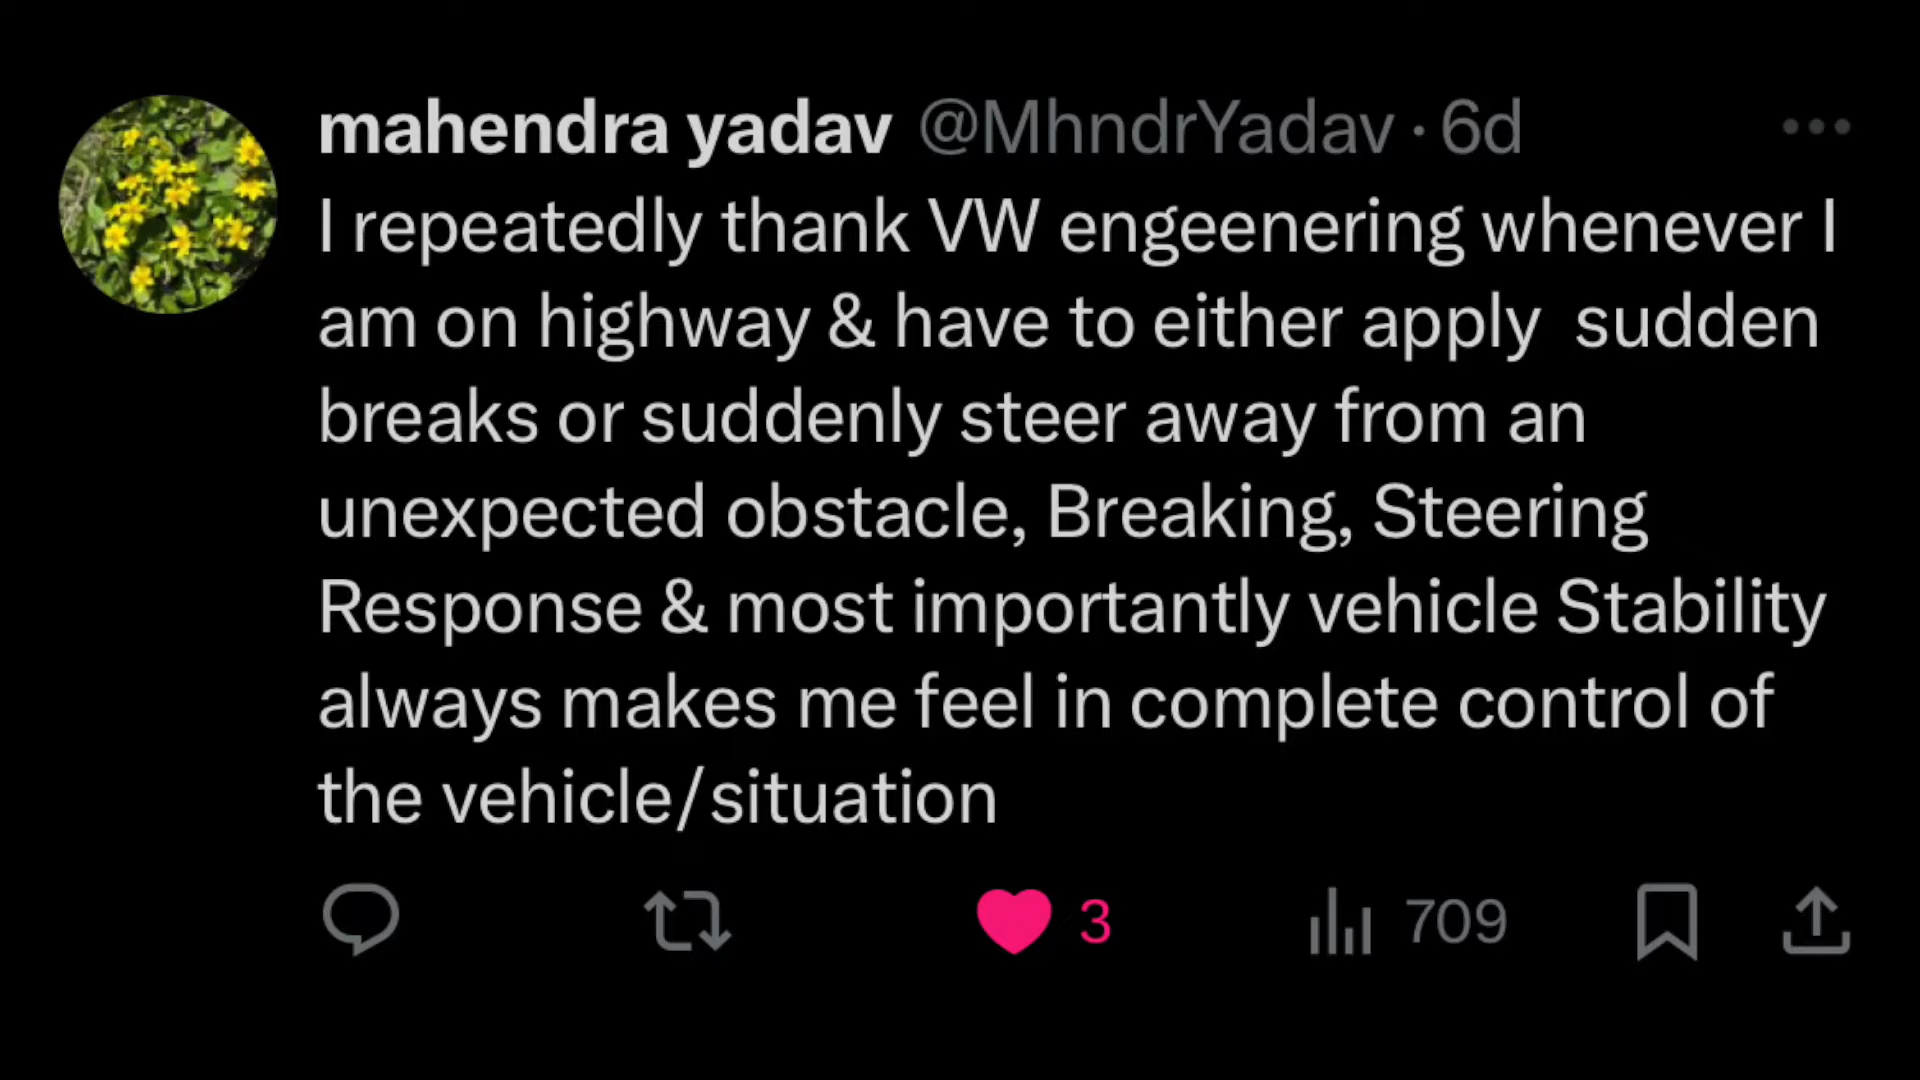 mahendra yadav @MhndrYadav · 6d
I repeatedly thank VW engeenering whenever I
am on highway & have to either apply  sudden
breaks or suddenly steer away from an
unexpected obstacle, Breaking, Steering
Response & most importantly vehicle Stability
always makes me feel in complete control of
the vehicle/situation
3 709